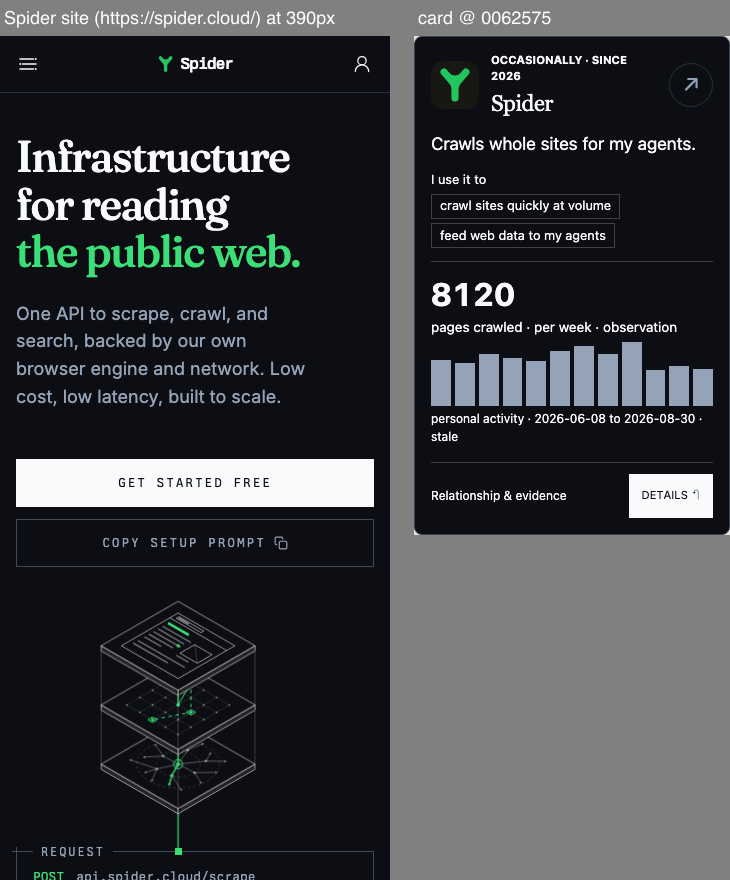 Spider site (https://spider.cloud/) at 390px
Spider
Infrastructure
for reading
the public web.
One API to scrape, crawl, and
search, backed by our own
browser engine and network. Low
cost, low latency, built to scale.
GET STARTED FREE
COPY SETUP PROMPT
REQUEST
POST api.spider.cloud/scrape
card @ 0062575
OCCASIONALLY · SINCE
2026
Spider
Crawls whole sites for my agents.
I use it to
crawl sites quickly at volume
feed web data to my agents
8120
pages crawled · per week · observation
personal activity · 2026-06-08 to 2026-08-30 ·
stale
Relationship & evidence
DETAILS